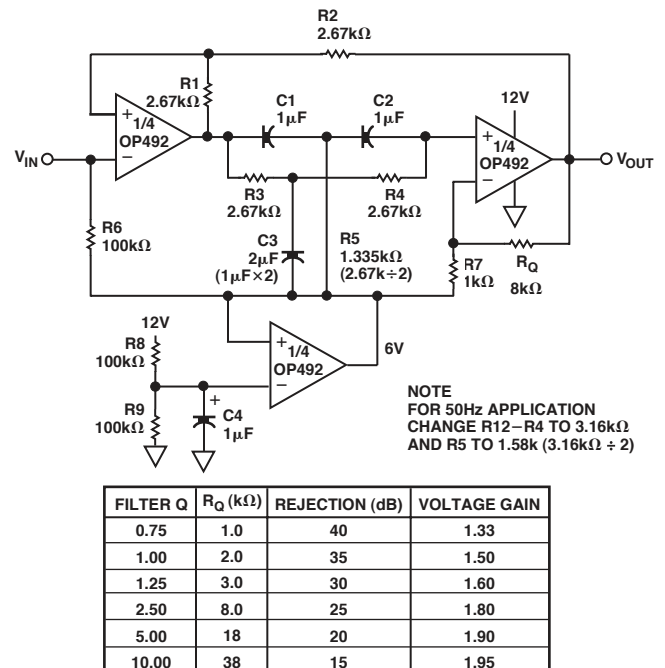 R2
2.67kΩ
R1
2.67kΩ
C1
1μF
C2
1μF
12V
+
1/4
OP492
−
+
1/4
OP492
−
VIN
VOUT
R3
2.67kΩ
R4
2.67kΩ
R6
100kΩ
C3
2μF
(1μF×2)
R5
1.335kΩ
(2.67k÷2)
R7
1kΩ
RQ
8kΩ
12V
R8
100kΩ
+
1/4
OP492
−
6V
R9
100kΩ
+
C4
1μF
NOTE
FOR 50Hz APPLICATION
CHANGE R12−R4 TO 3.16kΩ
AND R5 TO 1.58k (3.16kΩ ÷ 2)
FILTER Q RQ (kΩ) REJECTION (dB) VOLTAGE GAIN
0.75 1.0 40 1.33
1.00 2.0 35 1.50
1.25 3.0 30 1.60
2.50 8.0 25 1.80
5.00 18 20 1.90
10.00 38 15 1.95